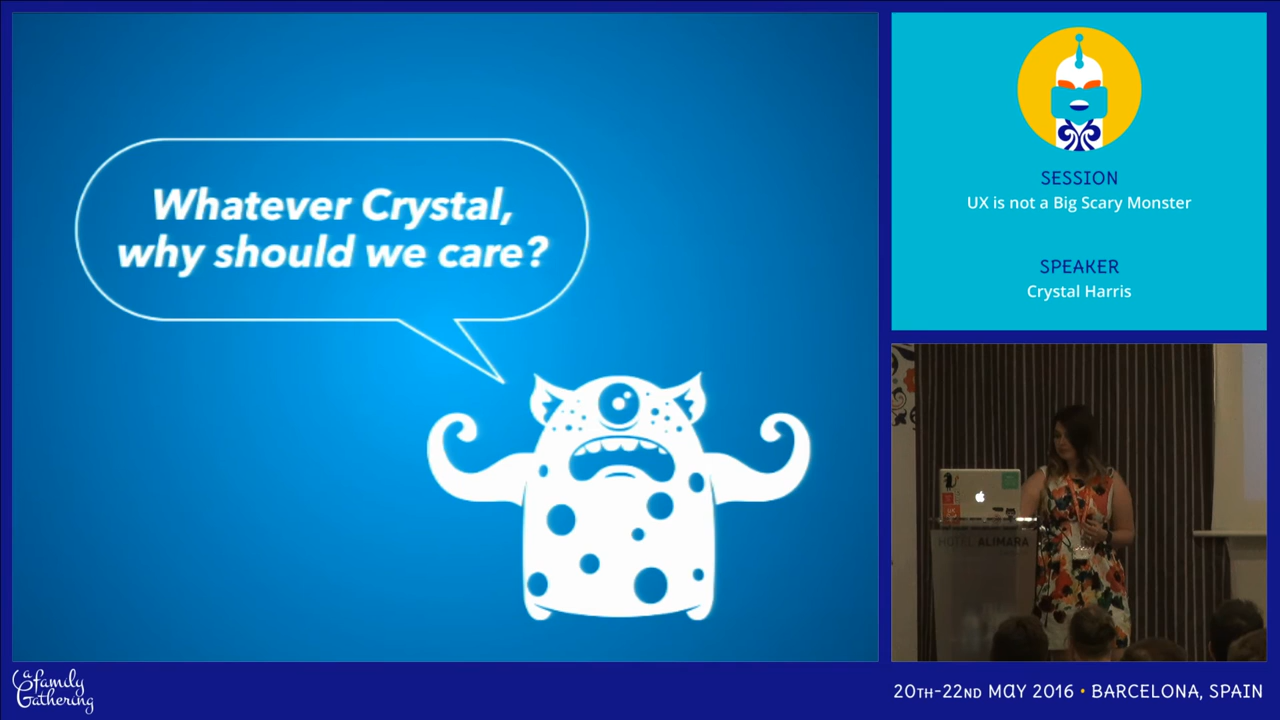 Whatever Crystal,
why should we care?
SESSION
UX is not a Big Scary Monster
SPEAKER
Crystal Harris
HOTEL ALIMARA
a family
Gathering
20TH-22ND MAY 2016 • BARCELONA, SPAIN